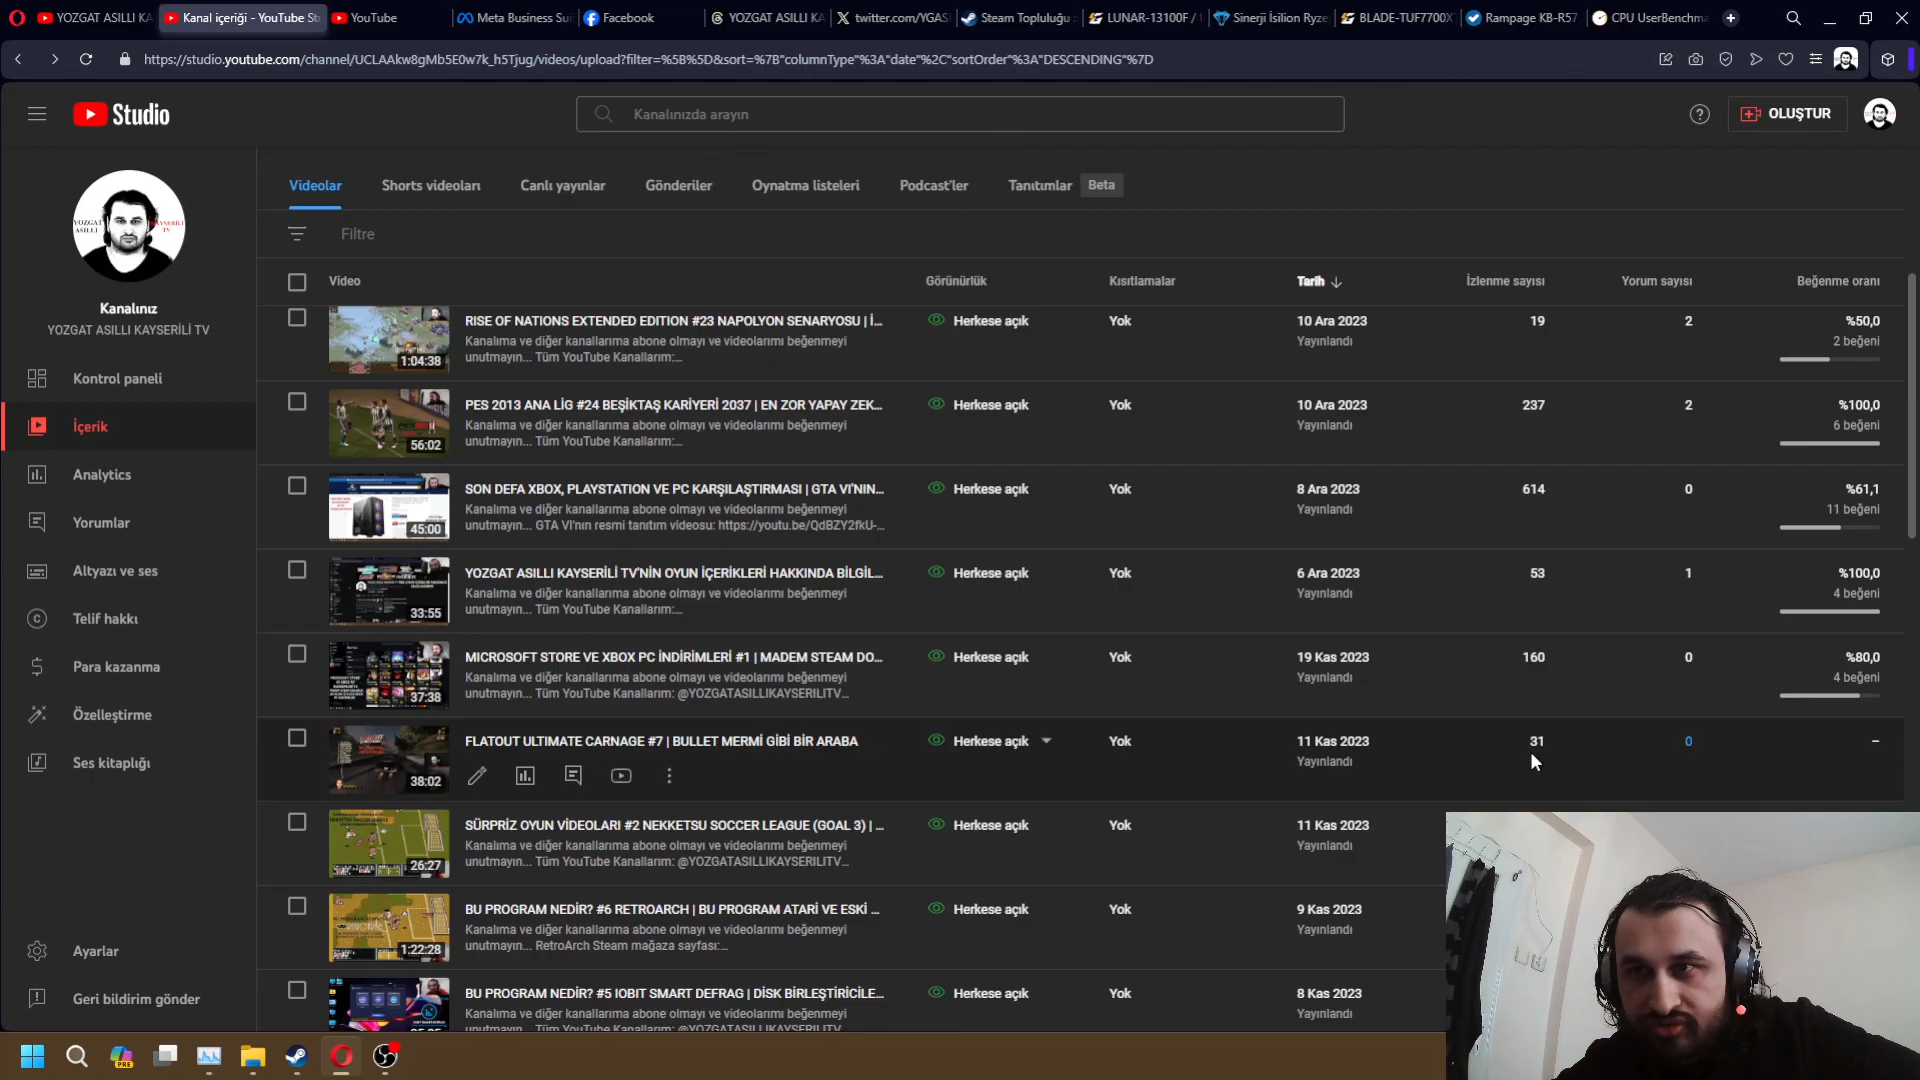 YOZGAT ASILLI KA
Kanal içeriği - YouTube St
YouTube
Meta Business Sui
Facebook
YOZGAT ASILLI KA
twitter.com/YGAS
Steam Topluluğu :
LUNAR-13100F /
Sinerji İsilion Ryze
BLADE-TUF7700X
Rampage KB-R57
CPU UserBenchma
https://studio.youtube.com/channel/UCLAAkw8gMb5E0w7k_h5Tjug/videos/upload?filter=%5B%5D&sort=%7B"columnType"%3A"date"%2C"sortOrder"%3A"DESCENDING"%7D
Studio
Kanalınızda arayın
OLUŞTUR
YOZGAT ASILLI
KAYSERİLİ TV
Kanalınız
YOZGAT ASILLI KAYSERİLİ TV
Kontrol paneli
İçerik
Analytics
Yorumlar
Altyazı ve ses
Telif hakkı
Para kazanma
Özelleştirme
Ses kitaplığı
Ayarlar
Geri bildirim gönder
Videolar
Shorts videoları
Canlı yayınlar
Gönderiler
Oynatma listeleri
Podcast'ler
Tanıtımlar
Beta
Filtre
Video
Görünürlük
Kısıtlamalar
Tarih
İzlenme sayısı
Yorum sayısı
Beğenme oranı
RISE OF NATIONS EXTENDED EDITION #23 NAPOLYON SENARYOSU | İ...
Kanalıma ve diğer kanallarıma abone olmayı ve videolarımı beğenmeyi
unutmayın... Tüm YouTube Kanallarım:...
1:04:38
Herkese açık
Yok
10 Ara 2023
Yayınlandı
19
2
%50,0
2 beğeni
PES 2013 ANA LİG #24 BEŞİKTAŞ KARİYERİ 2037 | EN ZOR YAPAY ZEK...
Kanalıma ve diğer kanallarıma abone olmayı ve videolarımı beğenmeyi
unutmayın... Tüm YouTube Kanallarım:...
56:02
Herkese açık
Yok
10 Ara 2023
Yayınlandı
237
2
%100,0
6 beğeni
SON DEFA XBOX, PLAYSTATION VE PC KARŞILAŞTIRMASI | GTA VI'NIN...
Kanalıma ve diğer kanallarıma abone olmayı ve videolarımı beğenmeyi
unutmayın... GTA VI'nın resmi tanıtım videosu: https://youtu.be/QdBZY2fkU-...
45:00
Herkese açık
Yok
8 Ara 2023
Yayınlandı
614
0
%61,1
11 beğeni
YOZGAT ASILLI KAYSERİLİ TV'NİN OYUN İÇERİKLERİ HAKKINDA BİLGİL...
Kanalıma ve diğer kanallarıma abone olmayı ve videolarımı beğenmeyi
unutmayın... Tüm YouTube Kanallarım:...
33:55
Herkese açık
Yok
6 Ara 2023
Yayınlandı
53
1
%100,0
4 beğeni
MICROSOFT STORE VE XBOX PC İNDİRİMLERİ #1 | MADEM STEAM DO...
Kanalıma ve diğer kanallarıma abone olmayı ve videolarımı beğenmeyi
unutmayın... Tüm YouTube Kanallarım: @YOZGATASILLIKAYSERILITV...
37:38
Herkese açık
Yok
19 Kas 2023
Yayınlandı
160
0
%80,0
4 beğeni
FLATOUT ULTIMATE CARNAGE #7 | BULLET MERMİ GİBİ BİR ARABA
38:02
Herkese açık
Yok
11 Kas 2023
Yayınlandı
31
0
–
SÜRPRİZ OYUN VİDEOLARI #2 NEKKETSU SOCCER LEAGUE (GOAL 3) | ...
Kanalıma ve diğer kanallarıma abone olmayı ve videolarımı beğenmeyi
unutmayın... Tüm YouTube Kanallarım: @YOZGATASILLIKAYSERILITV...
26:27
Herkese açık
Yok
11 Kas 2023
Yayınlandı
BU PROGRAM NEDİR? #6 RETROARCH | BU PROGRAM ATARİ VE ESKİ ...
Kanalıma ve diğer kanallarıma abone olmayı ve videolarımı beğenmeyi
unutmayın... RetroArch Steam mağaza sayfası:...
1:22:28
Herkese açık
Yok
9 Kas 2023
Yayınlandı
BU PROGRAM NEDİR? #5 IOBIT SMART DEFRAG | DİSK BİRLEŞTİRİCİLE...
Kanalıma ve diğer kanallarıma abone olmayı ve videolarımı beğenmeyi
unutmayın... Tüm YouTube Kanallarım: @YOZGATASILLIKAYSERILITV
Herkese açık
Yok
8 Kas 2023
Yayınlandı
PRE